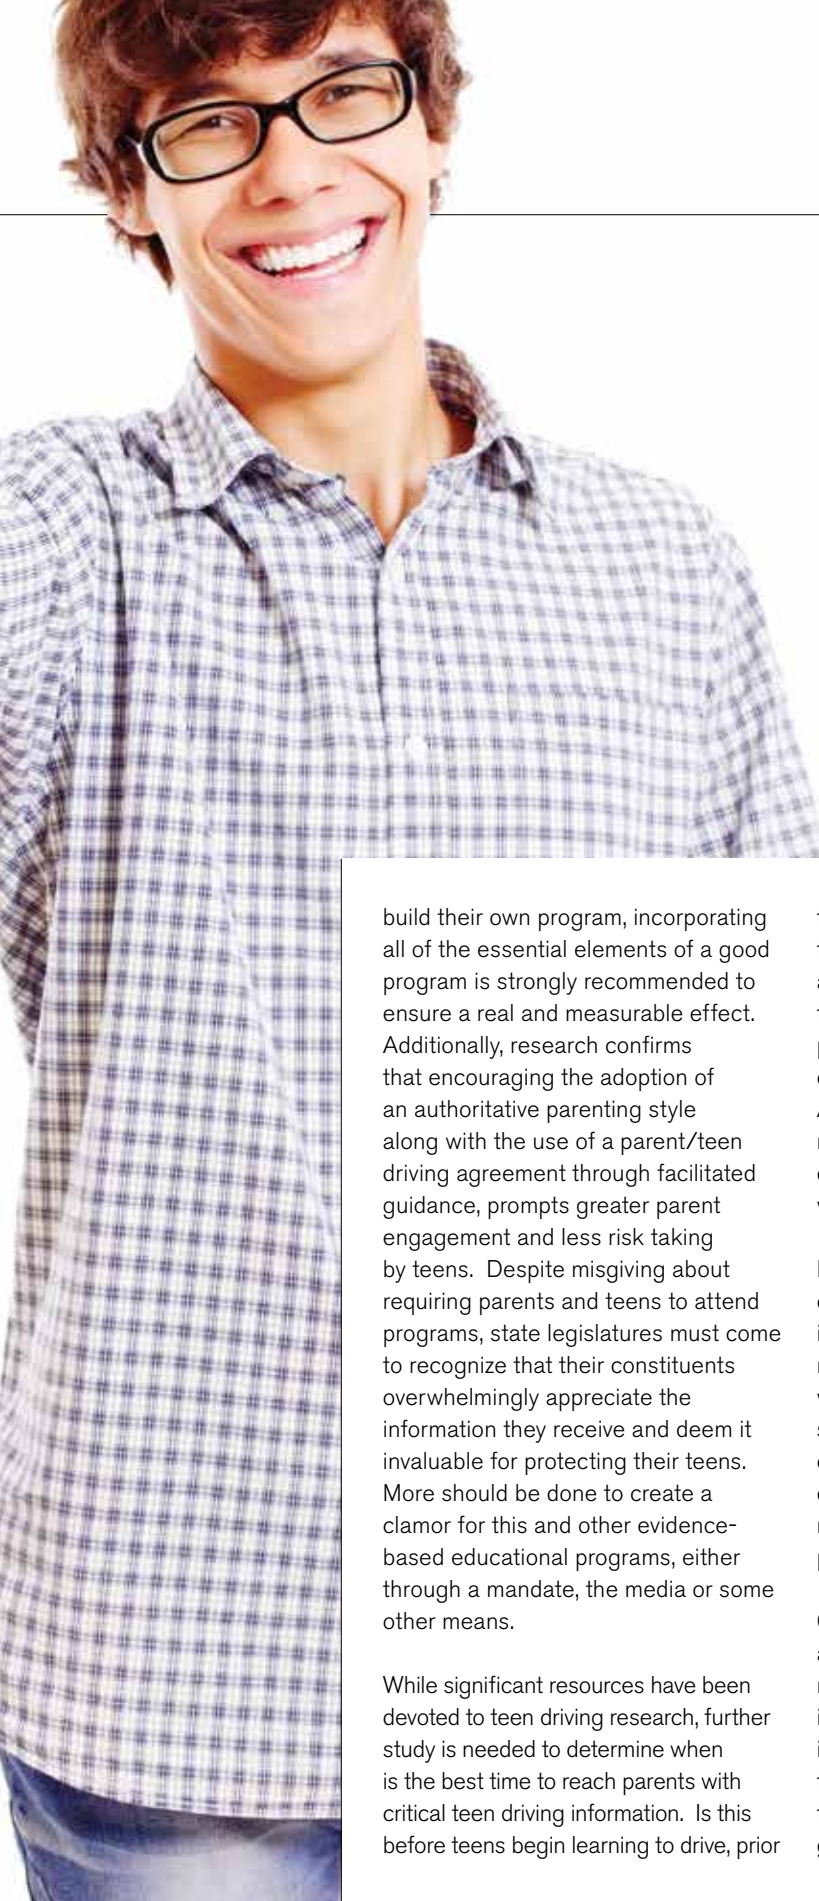 build their own program, incorporating
all of the essential elements of a good
program is strongly recommended to
ensure a real and measurable effect.
Additionally, research confirms
that encouraging the adoption of
an authoritative parenting style
along with the use of a parent/teen
driving agreement through facilitated
guidance, prompts greater parent
engagement and less risk taking
by teens.  Despite misgiving about
requiring parents and teens to attend
programs, state legislatures must come
to recognize that their constituents
overwhelmingly appreciate the
information they receive and deem it
invaluable for protecting their teens.
More should be done to create a
clamor for this and other evidence-
based educational programs, either
through a mandate, the media or some
other means.

While significant resources have been
devoted to teen driving research, further
study is needed to determine when
is the best time to reach parents with
critical teen driving information.  Is this
before teens begin learning to drive, prior